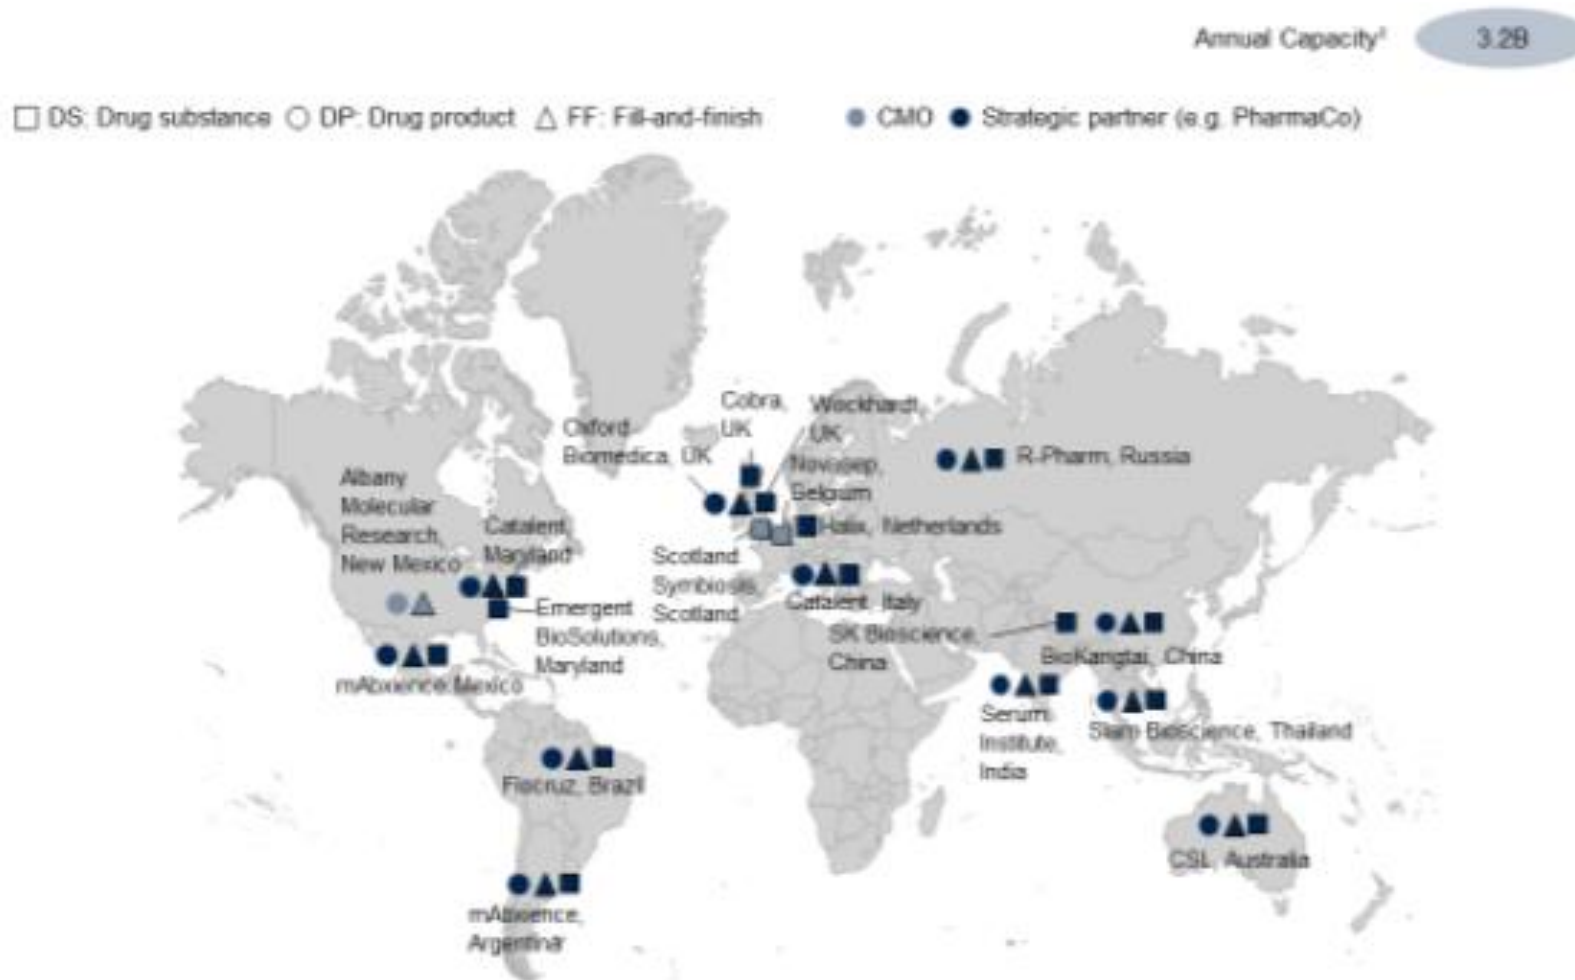 Annual Capacity² 3.2B
DS: Drug substance DP: Drug product FF: Fill-and-finish CMO Strategic partner (e.g. PharmaCo)
Cobra,
UK
Wockhardt,
UK
Oxford
Biomedica, UK
Novasep,
Belgium
R-Pharm, Russia
Albany
Molecular
Research,
New Mexico
Catalent,
Maryland
Halix, Netherlands
Scotland
Symbiosis,
Scotland
Catalent, Italy
Emergent
BioSolutions,
Maryland
SK Bioscience,
China
BioKangtai, China
mAbxience Mexico
Serum
Institute,
India
Siam Bioscience, Thailand
Fiocruz, Brazil
CSL, Australia
mAbxience,